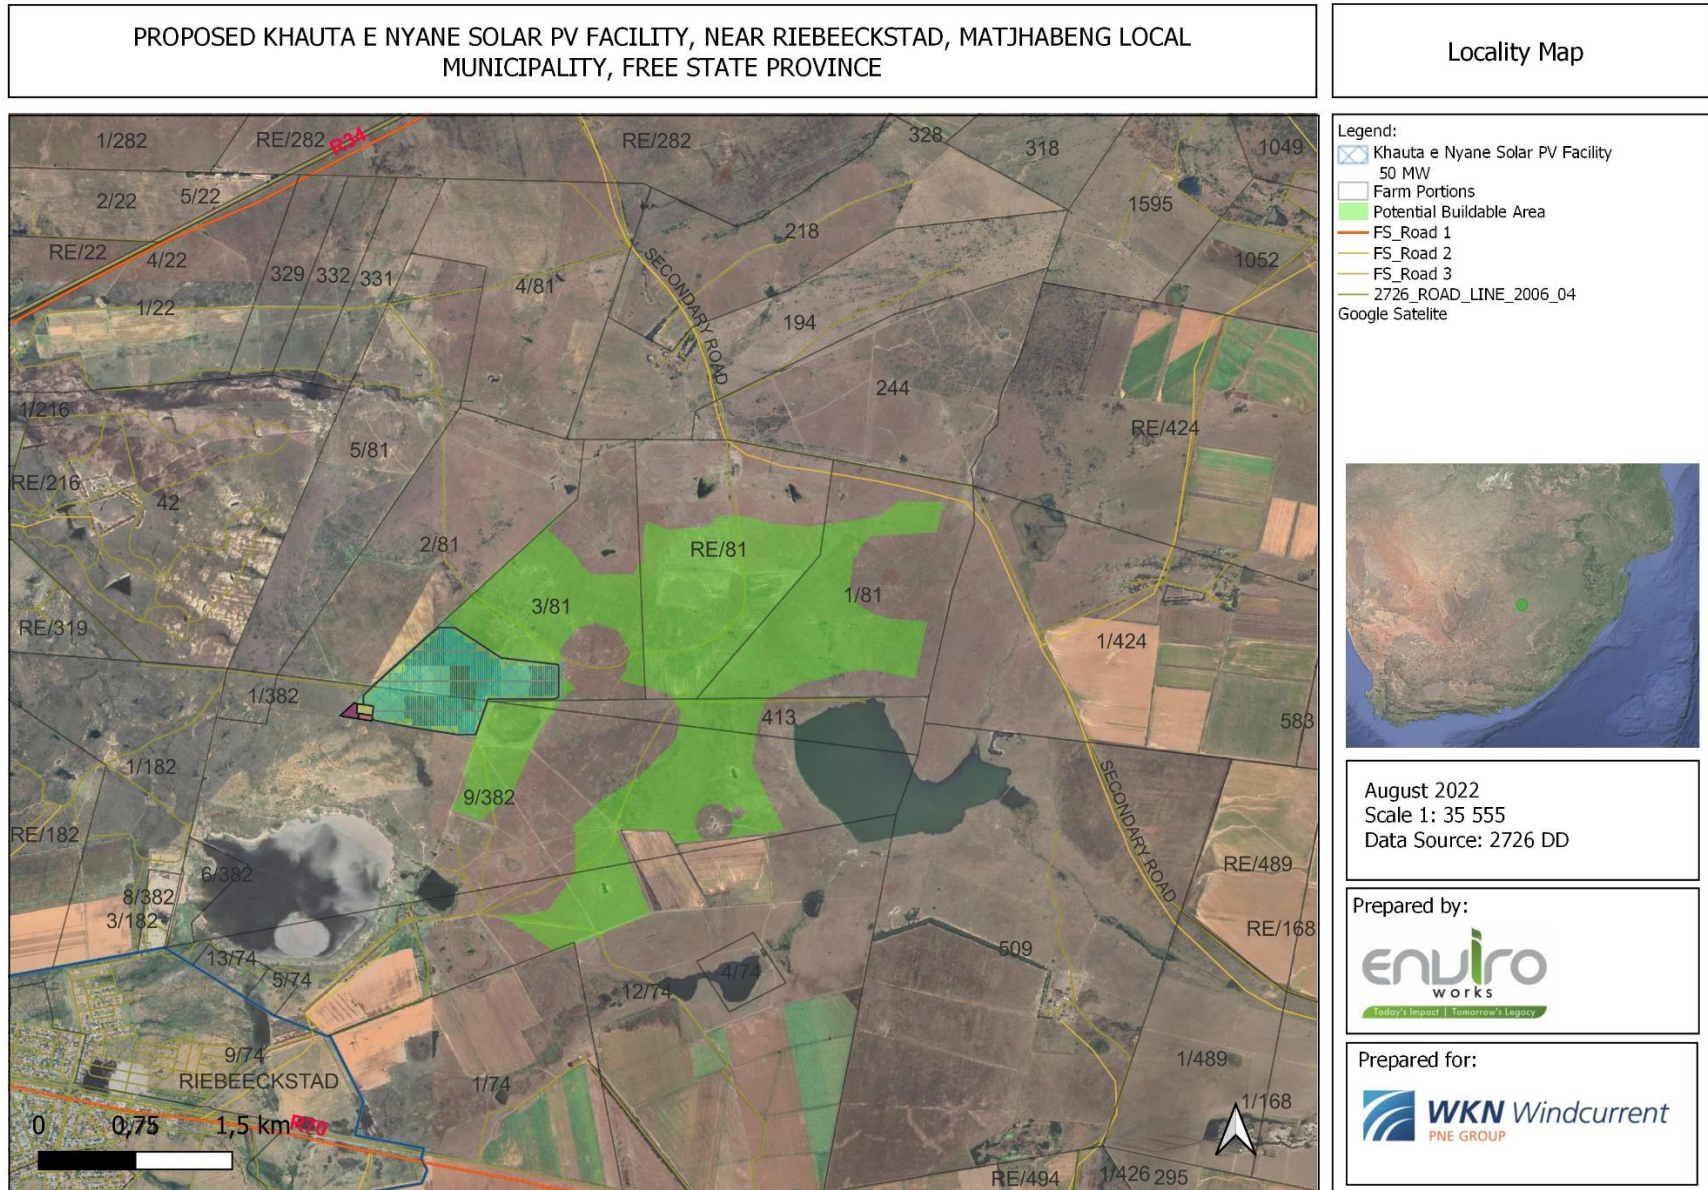 PROPOSED KHAUTA E NYANE SOLAR PV FACILITY, NEAR RIEBEECKSTAD, MATJHABENG LOCAL
MUNICIPALITY, FREE STATE PROVINCE
Locality Map
Legend:
Khauta e Nyane Solar PV Facility
50 MW
Farm Portions
Potential Buildable Area
FS_Road 1
FS_Road 2
FS_Road 3
2726_ROAD_LINE_2006_04
Google Satelite
1/282
RE/282
R34
RE/282
328
318
1049
2/22
5/22
1595
RE/22
4/22
218
329
332
331
4/81
SECONDARY ROAD
1052
1/22
194
244
1/216
5/81
RE/424
RE/216
42
2/81
RE/81
3/81
1/81
RE/319
1/424
1/382
413
583
1/182
9/382
SECONDARY ROAD
RE/182
6/382
8/382
3/182
RE/489
RE/168
13/74
5/74
509
4/74
12/74
9/74
RIEBEECKSTAD
1/74
1/489
1/168
0
0,75
1,5 km
R70
RE/494
1/426
295
August 2022
Scale 1: 35 555
Data Source: 2726 DD
Prepared by:
enviro
works
Today's Impact | Tomorrow's Legacy
Prepared for:
WKN Windcurrent
PNE GROUP